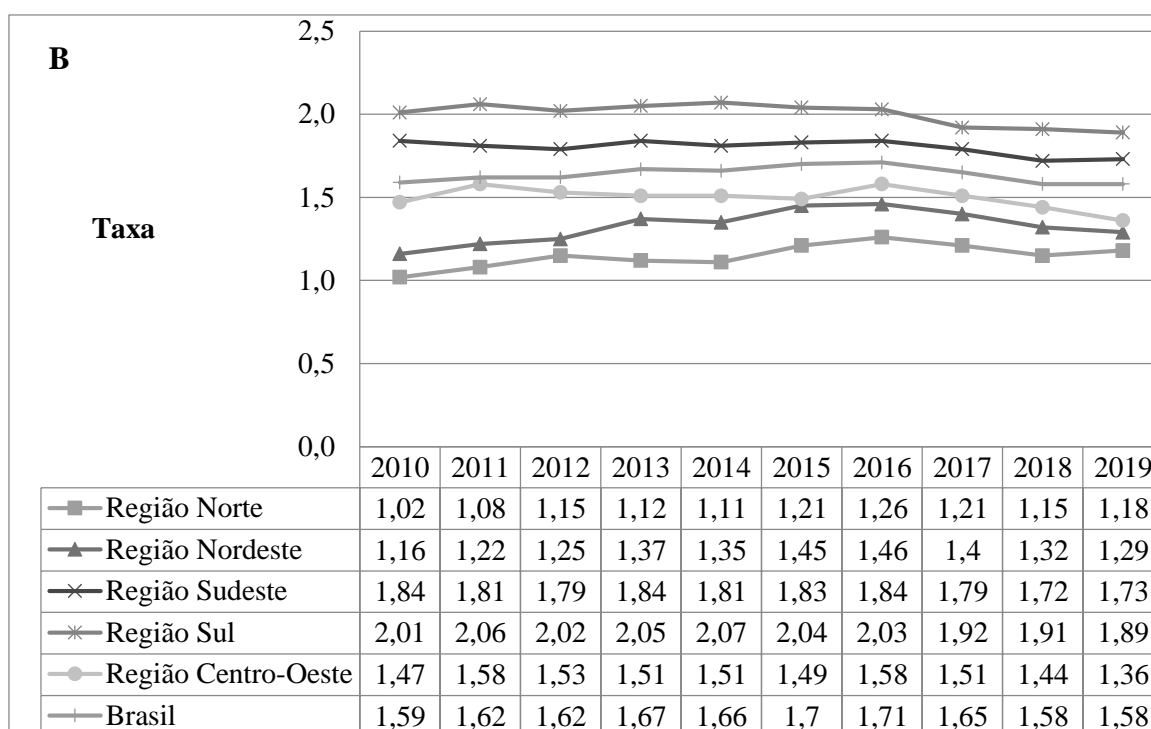 B
2,5
2,0
1,5
1,0
0,5
0,0
Taxa
2010 2011 2012 2013 2014 2015 2016 2017 2018 2019
Região Norte 1,02 1,08 1,15 1,12 1,11 1,21 1,26 1,21 1,15 1,18
Região Nordeste 1,16 1,22 1,25 1,37 1,35 1,45 1,46 1,4 1,32 1,29
Região Sudeste 1,84 1,81 1,79 1,84 1,81 1,83 1,84 1,79 1,72 1,73
Região Sul 2,01 2,06 2,02 2,05 2,07 2,04 2,03 1,92 1,91 1,89
Região Centro-Oeste 1,47 1,58 1,53 1,51 1,51 1,49 1,58 1,51 1,44 1,36
Brasil 1,59 1,62 1,62 1,67 1,66 1,7 1,71 1,65 1,58 1,58